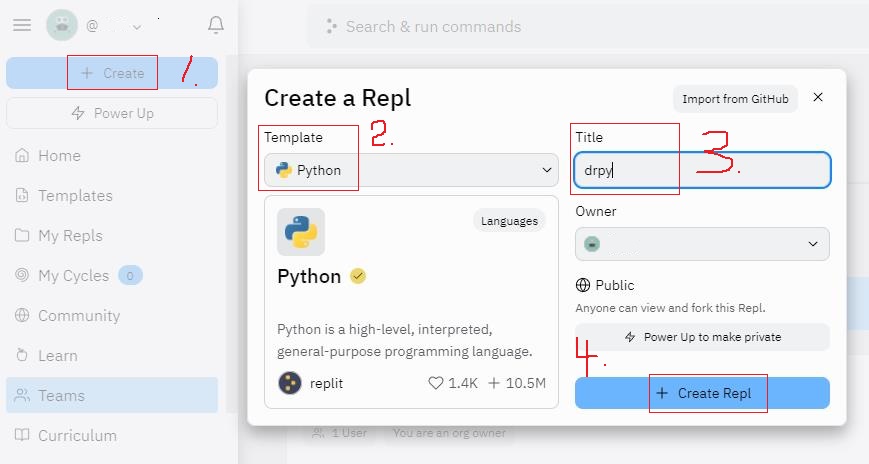 @
Search & run commands
+ Create
1.
Power Up
Home
Templates
My Repls
My Cycles 0
Community
Learn
Teams
Curriculum
Create a Repl
Import from GitHub
Template
2.
Python
Languages
Python
Python is a high-level, interpreted,
general-purpose programming language.
replit
1.4K + 10.5M
Title
3.
drpy
Owner
Public
Anyone can view and fork this Repl.
Power Up to make private
4.
+ Create Repl
1 User
You are an org owner